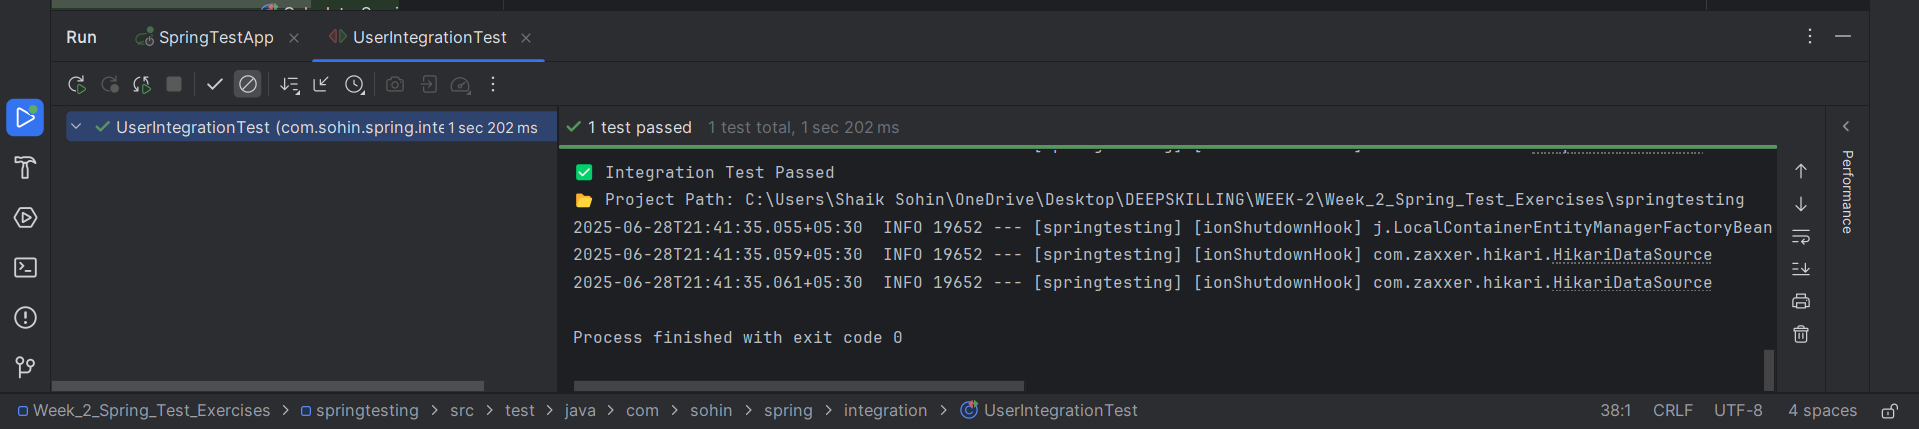 Run SpringTestApp UserIntegrationTest
UserIntegrationTest (com.sohin.spring.inte 1 sec 202 ms
1 test passed 1 test total, 1 sec 202 ms
Integration Test Passed
Project Path: C:\Users\Shaik Sohin\OneDrive\Desktop\DEEPSKILLING\WEEK-2\Week_2_Spring_Test_Exercises\springtesting
2025-06-28T21:41:35.055+05:30  INFO 19652 --- [springtesting] [ionShutdownHook] j.LocalContainerEntityManagerFactoryBean
2025-06-28T21:41:35.059+05:30  INFO 19652 --- [springtesting] [ionShutdownHook] com.zaxxer.hikari.HikariDataSource
2025-06-28T21:41:35.061+05:30  INFO 19652 --- [springtesting] [ionShutdownHook] com.zaxxer.hikari.HikariDataSource
Process finished with exit code 0
Performance
Week_2_Spring_Test_Exercises > springtesting > src > test > java > com > sohin > spring > integration > UserIntegrationTest 38:1 CRLF UTF-8 4 spaces